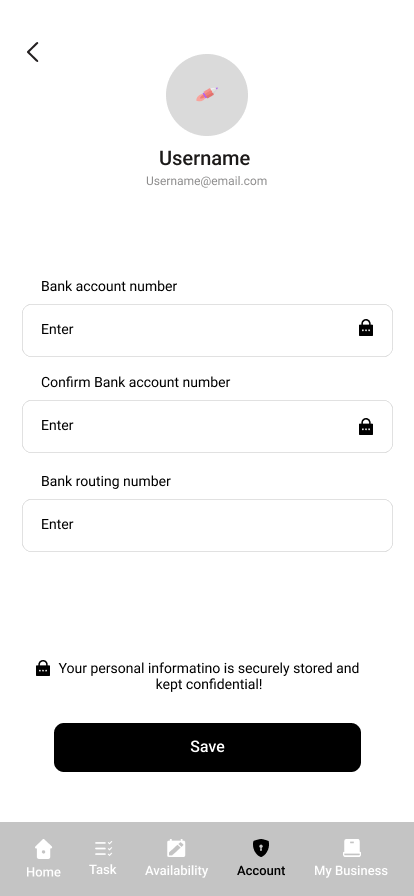 Username
Username@email.com
Bank account number
Enter
Confirm Bank account number
Enter
Bank routing number
Enter
Your personal informatino is securely stored and
kept confidential!
Save
Home
Task
Availability
Account
My Business